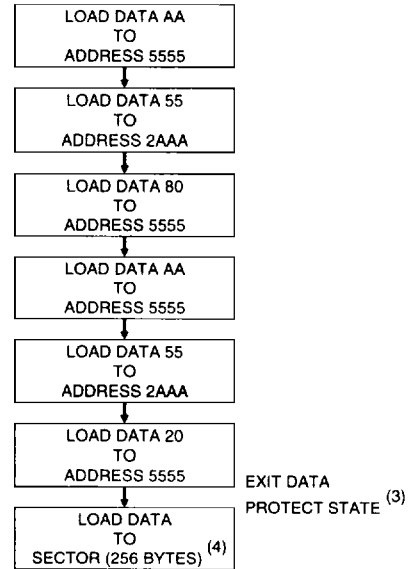 LOAD DATA AA
TO
ADDRESS 5555
LOAD DATA 55
TO
ADDRESS 2AAA
LOAD DATA 80
TO
ADDRESS 5555
LOAD DATA AA
TO
ADDRESS 5555
LOAD DATA 55
TO
ADDRESS 2AAA
LOAD DATA 20
TO
ADDRESS 5555
EXIT DATA
PROTECT STATE (3)
LOAD DATA
TO
SECTOR (256 BYTES) (4)